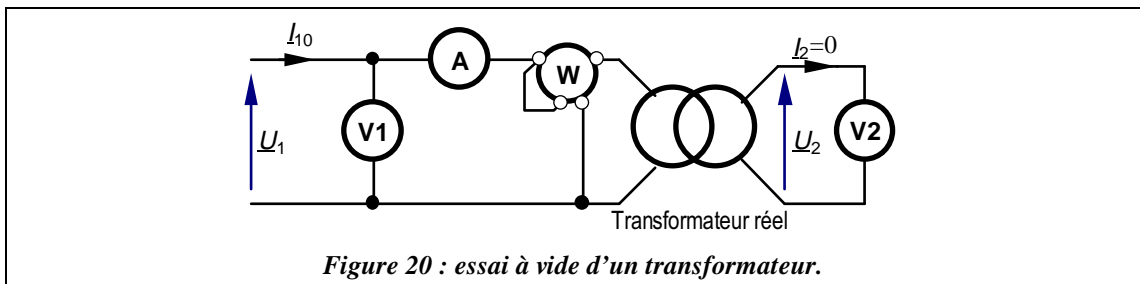 I10
I2=0
A
W
V1
V2
U1
U2
Transformateur réel
Figure 20 : essai à vide d’un transformateur.